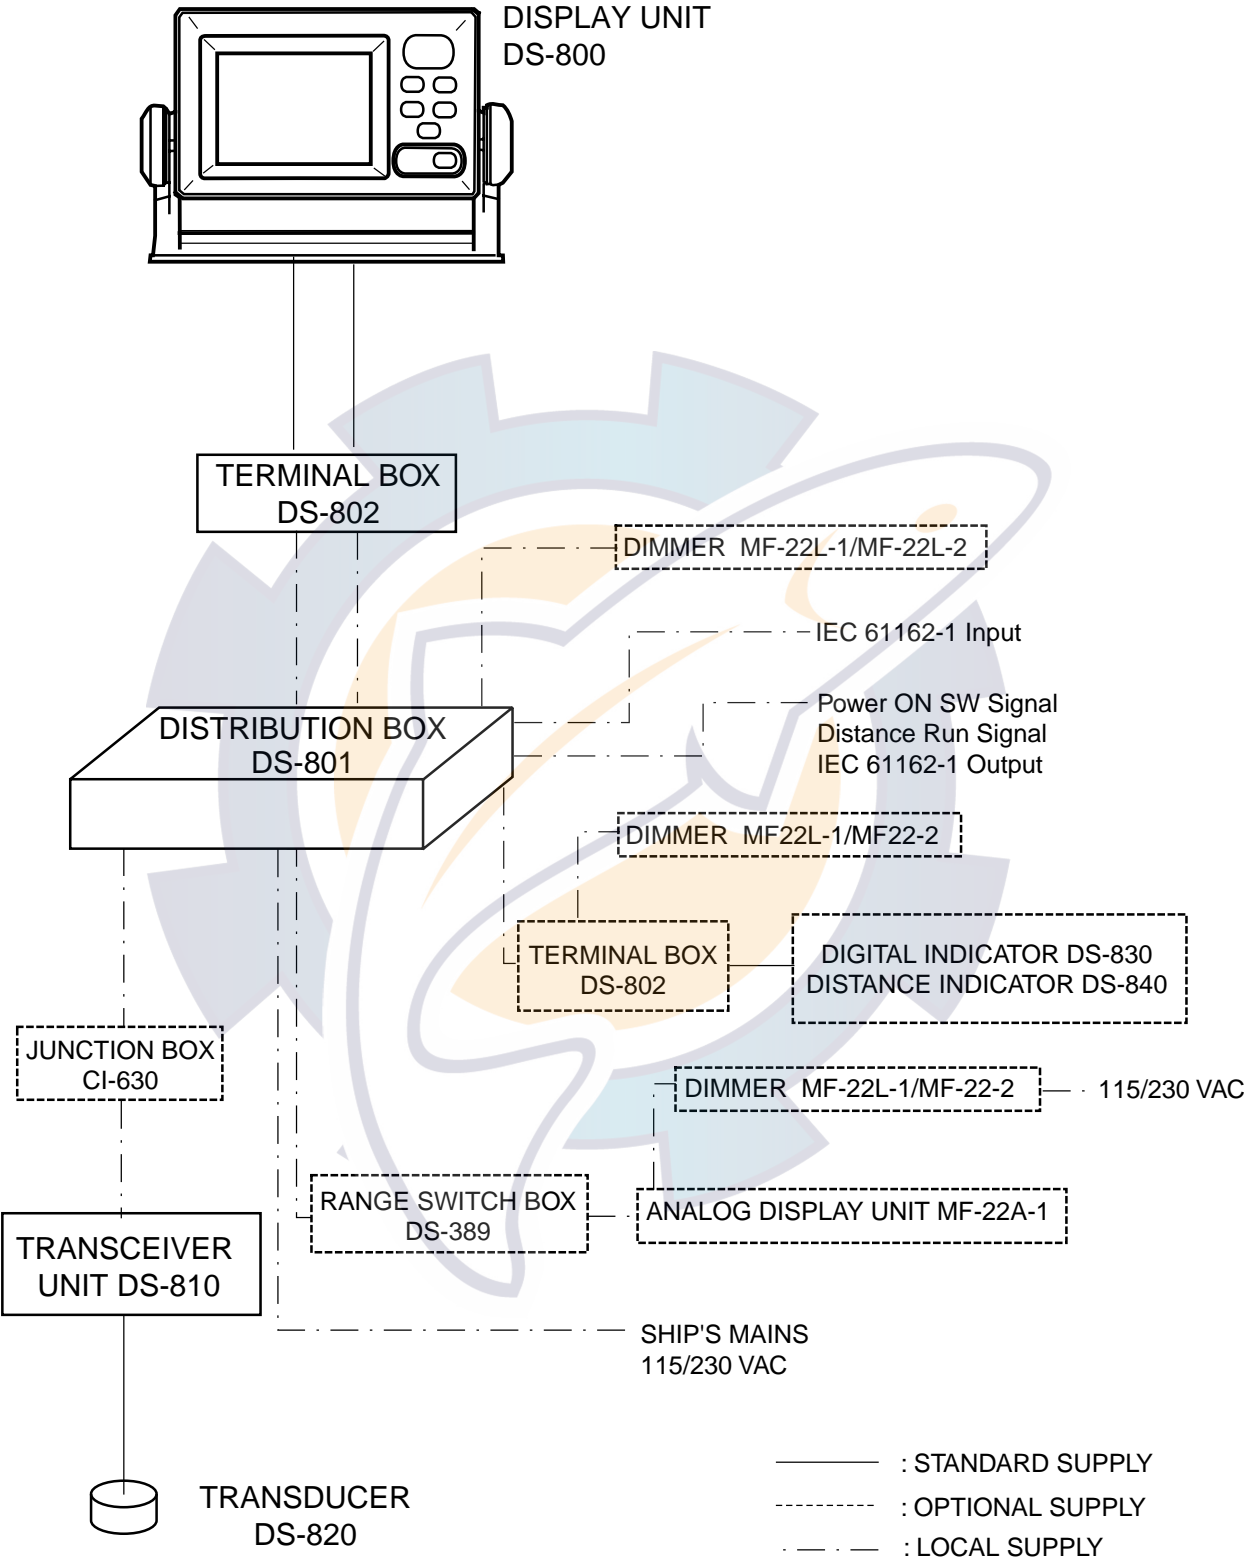 DISPLAY UNIT
DS-800
TERMINAL BOX
DS-802
DIMMER MF-22L-1/MF-22L-2
IEC 61162-1 Input
Power ON SW Signal
Distance Run Signal
IEC 61162-1 Output
DISTRIBUTION BOX
DS-801
DIMMER MF22L-1/MF22-2
TERMINAL BOX
DS-802
DIGITAL INDICATOR DS-830
DISTANCE INDICATOR DS-840
JUNCTION BOX
CI-630
DIMMER MF-22L-1/MF-22-2
115/230 VAC
RANGE SWITCH BOX
DS-389
ANALOG DISPLAY UNIT MF-22A-1
TRANSCEIVER
UNIT DS-810
SHIP'S MAINS
115/230 VAC
TRANSDUCER
DS-820
: STANDARD SUPPLY
: OPTIONAL SUPPLY
: LOCAL SUPPLY